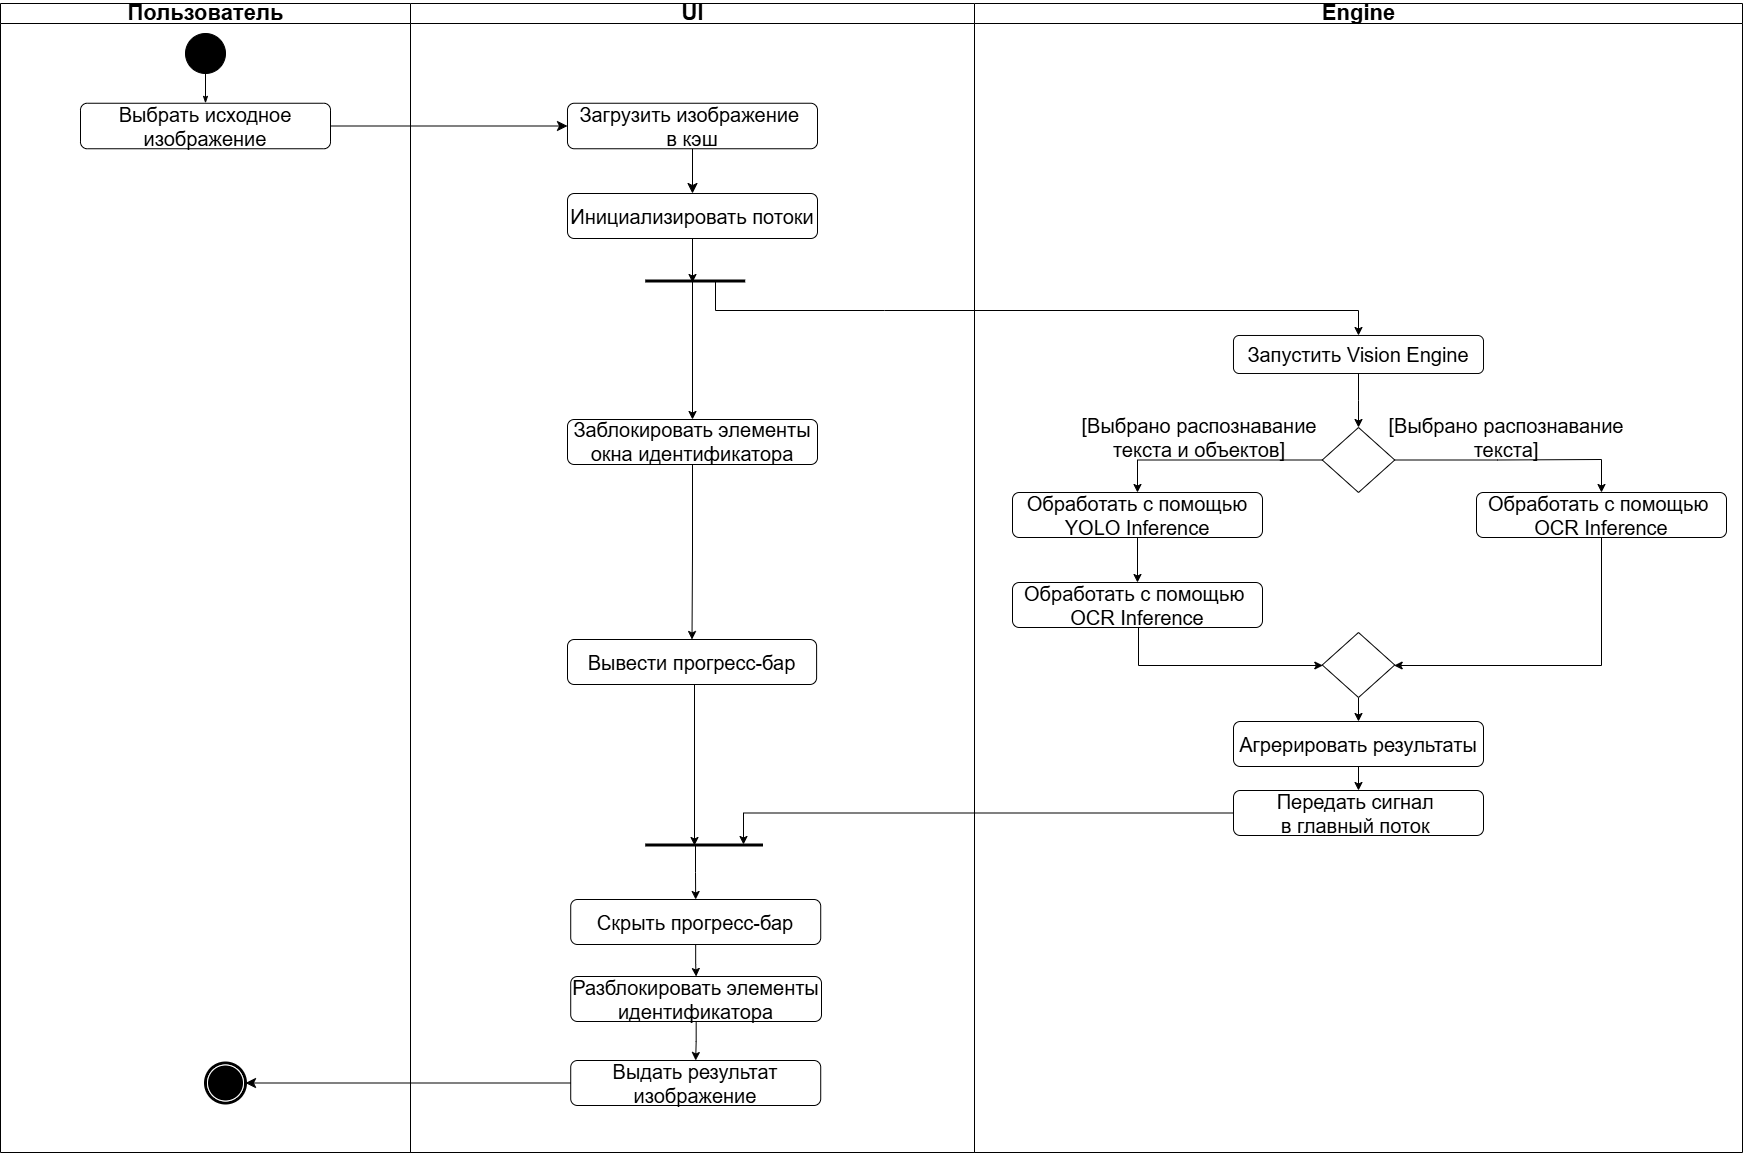 Пользователь
UI
Engine
Выбрать исходное
изображение
Загрузить изображение
в кэш
Инициализировать потоки
Запустить Vision Engine
[Выбрано распознавание
текста и объектов]
[Выбрано распознавание
текста]
Заблокировать элементы
окна идентификатора
Обработать с помощью
YOLO Inference
Обработать с помощью
OCR Inference
Обработать с помощью
OCR Inference
Вывести прогресс-бар
Агрерировать результаты
Передать сигнал
в главный поток
Скрыть прогресс-бар
Разблокировать элементы
идентификатора
Выдать результат
изображение